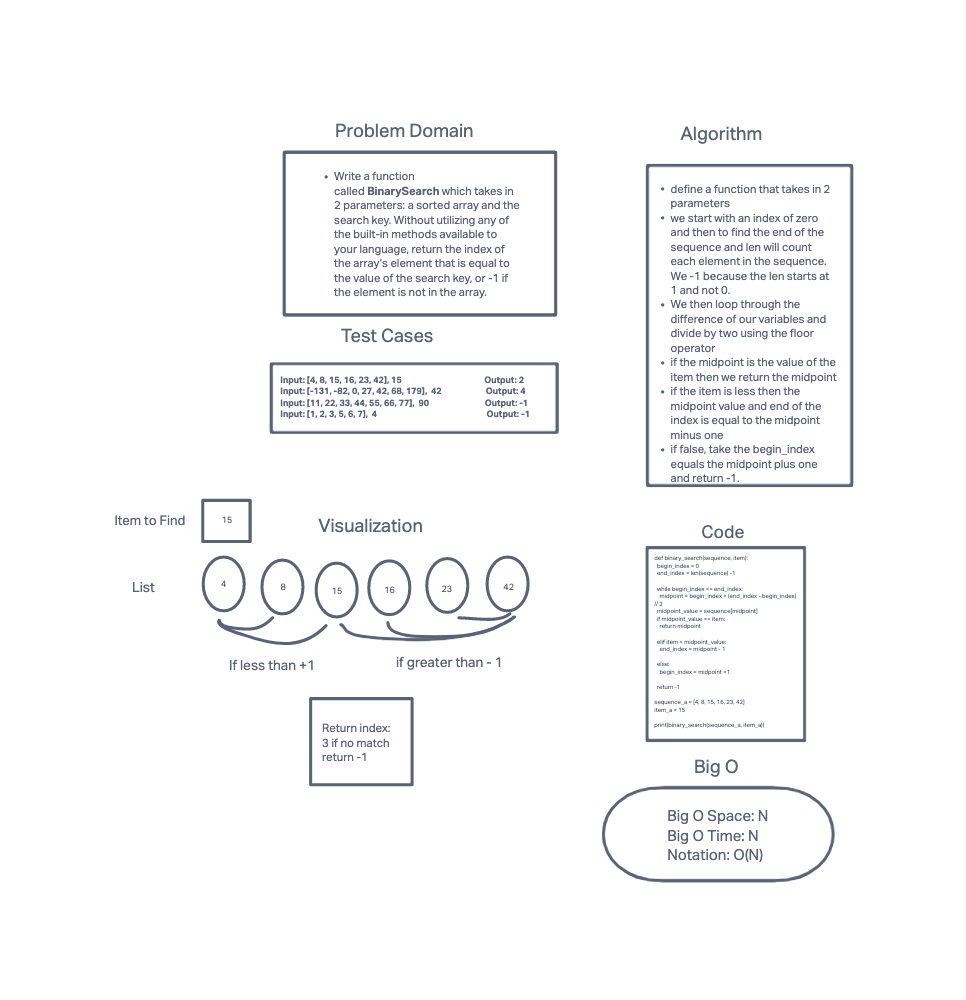 Problem Domain
• Write a function
called BinarySearch which takes in
2 parameters: a sorted array and the
search key. Without utilizing any of
the built-in methods available to
your language, return the index of
the array's element that is equal to
the value of the search key, or -1 if
the element is not in the array.
Test Cases
Input: [4, 8, 15, 16, 23, 42], 15 Output: 2
Input: [-131, -82, 0, 27, 42, 68, 179], 42 Output: 4
Input: [11, 22, 33, 44, 55, 66, 77], 90 Output: -1
Input: [1, 2, 3, 5, 6, 7], 4 Output: -1
Algorithm
• define a function that takes in 2
parameters
• we start with an index of zero
and then to find the end of the
sequence and len will count
each element in the sequence.
We -1 because the len starts at
1 and not 0.
• We then loop through the
difference of our variables and
divide by two using the floor
operator
• if the midpoint is the value of the
item then we return the midpoint
• if the item is less then the
midpoint value and end of the
index is equal to the midpoint
minus one
• if false, take the begin_index
equals the midpoint plus one
and return -1.
Item to Find 15
Visualization
List 4 8 15 16 23 42
If less than +1 if greater than - 1
Return index:
3 if no match
return -1
Code
def binary_search(sequence, item):
begin_index = 0
end_index = len(sequence) -1
while begin_index <= end_index:
midpoint = begin_index + (end_index - begin_index)
// 2
midpoint_value = sequence[midpoint]
if midpoint_value == item:
return midpoint
elif item < midpoint_value:
end_index = midpoint - 1
else:
begin_index = midpoint +1
return -1
sequence_a = [4, 8, 15, 16, 23, 42]
item_a = 15
print(binary_search(sequence_a, item_a))
Big O
Big O Space: N
Big O Time: N
Notation: O(N)